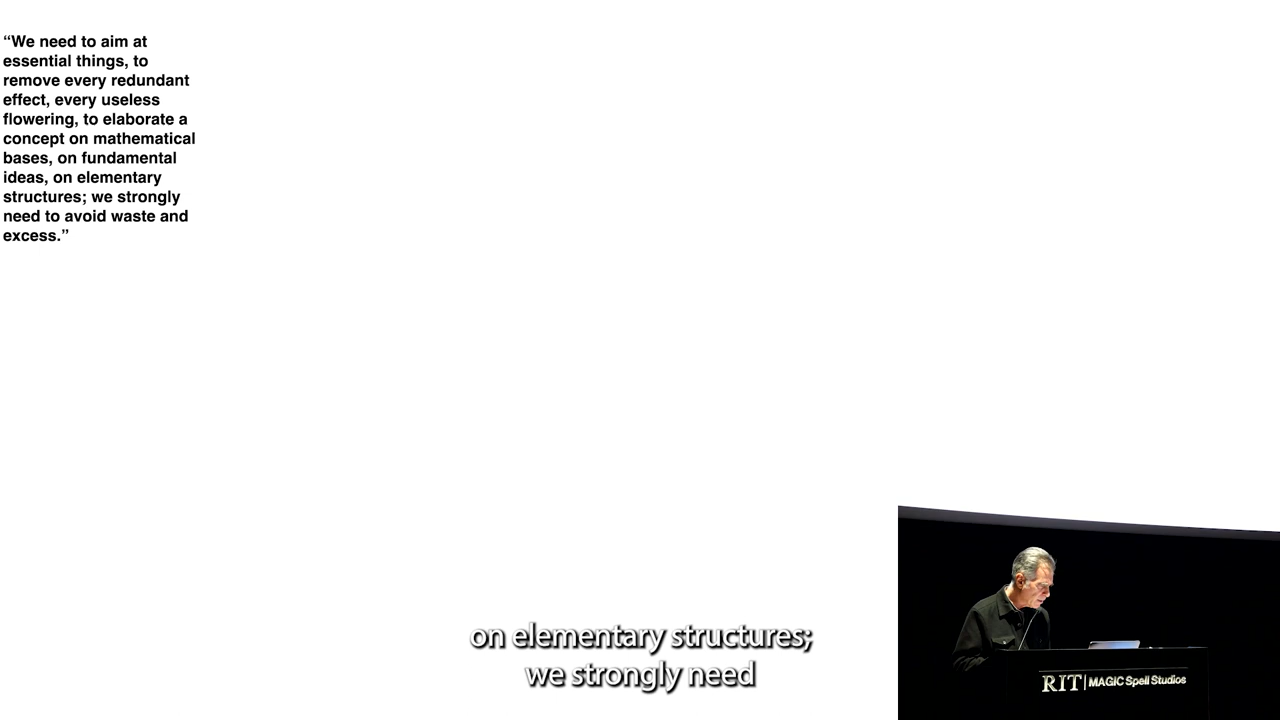 “We need to aim at
essential things, to
remove every redundant
effect, every useless
flowering, to elaborate a
concept on mathematical
bases, on fundamental
ideas, on elementary
structures; we strongly
need to avoid waste and
excess.”
on elementary structures;
we strongly need
RIT | MAGIC Spell Studios